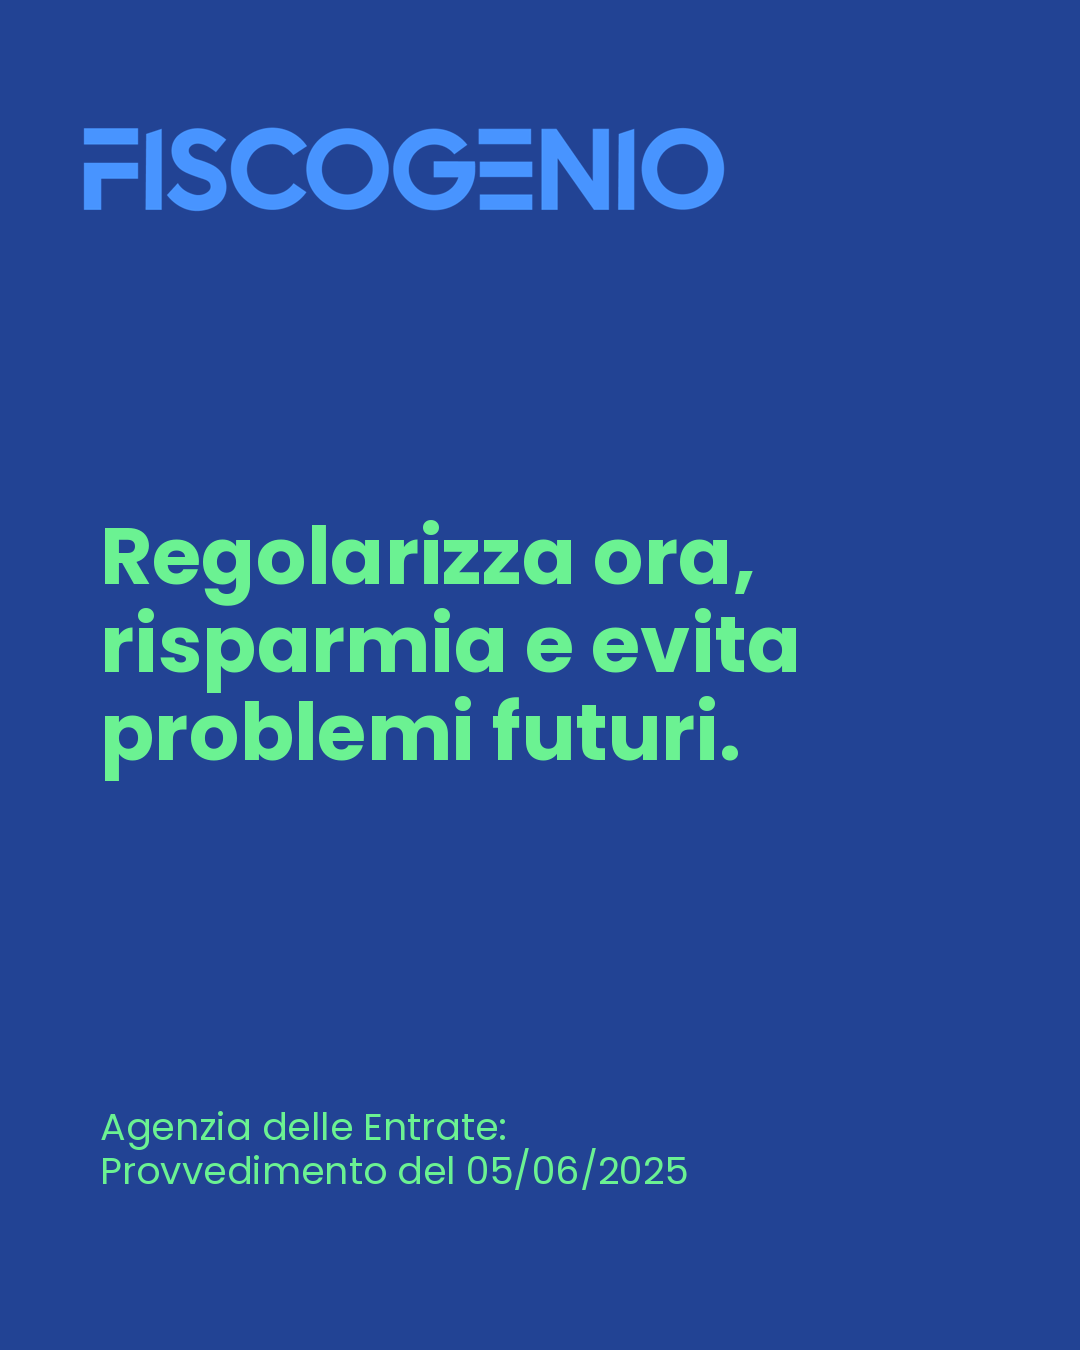 FISCOGENIO
Regolarizza ora,
risparmia e evita
problemi futuri.
Agenzia delle Entrate:
Provvedimento del 05/06/2025